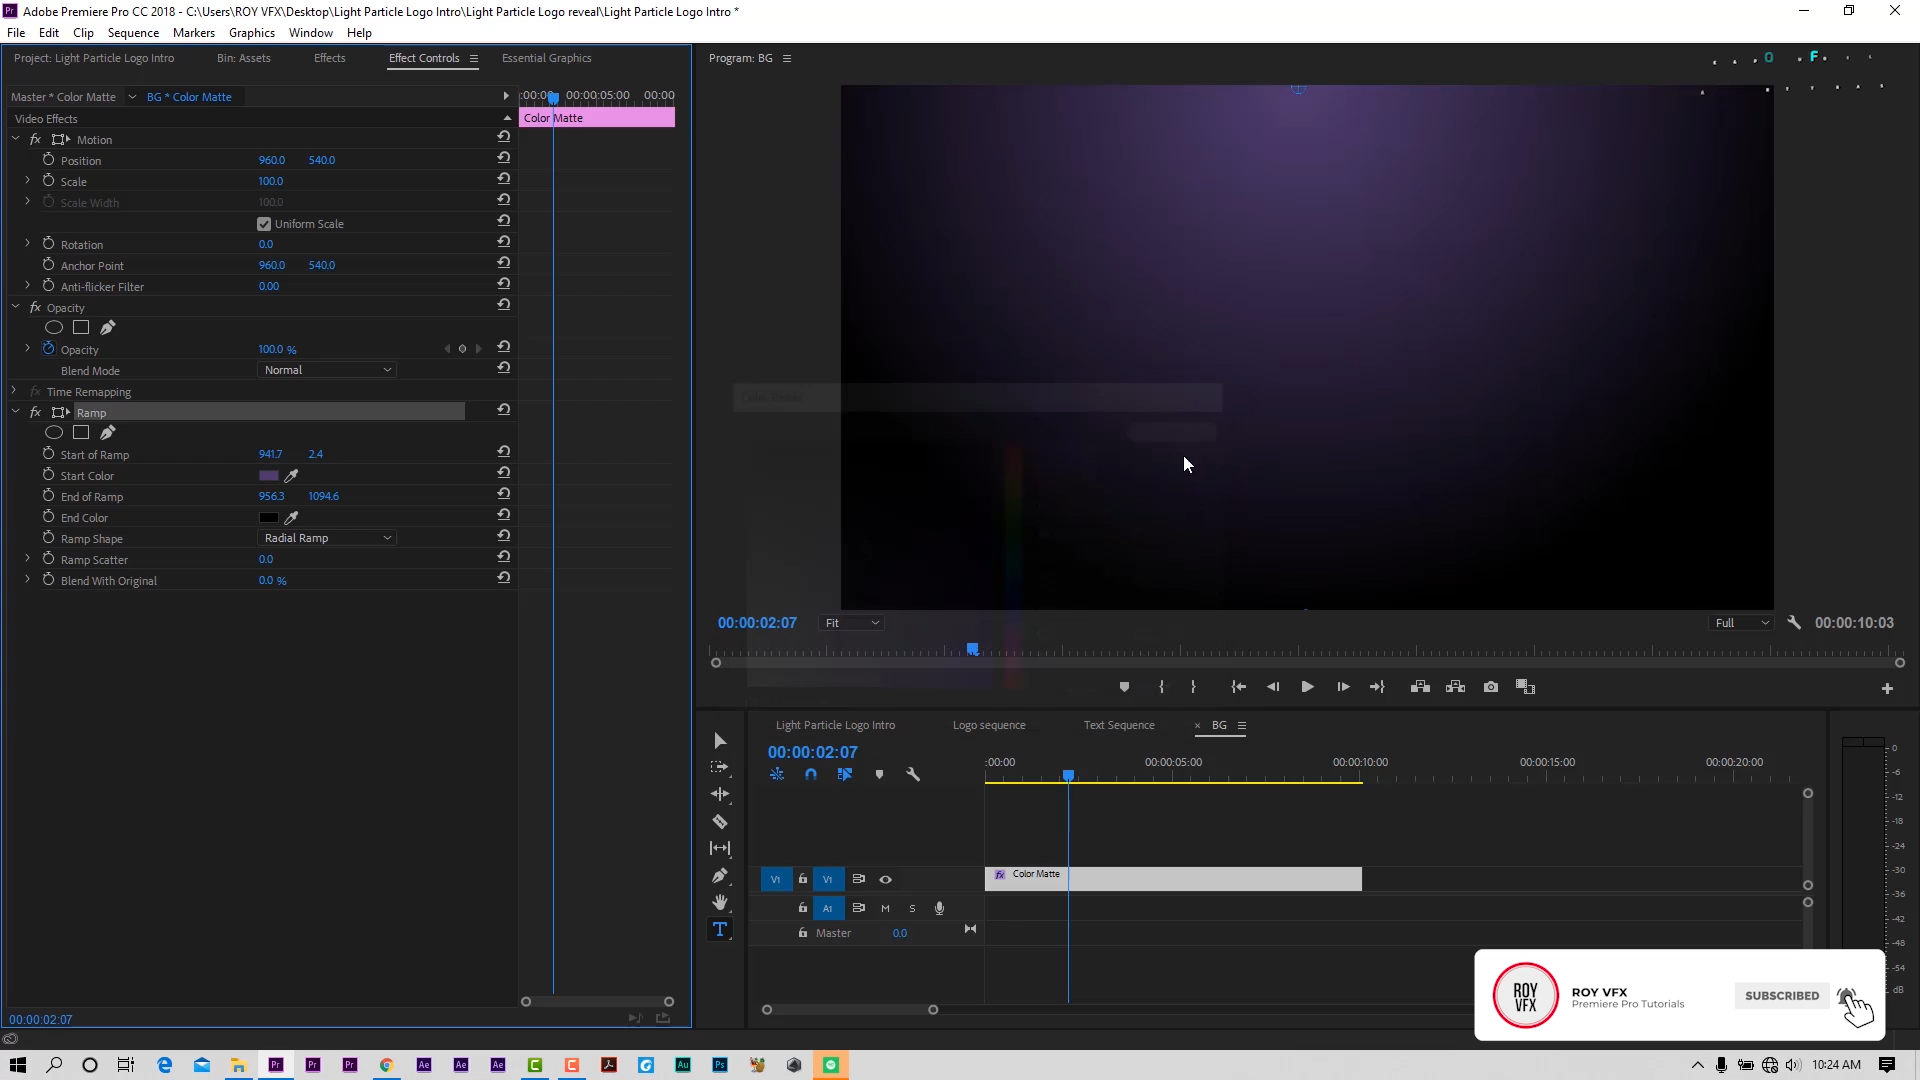 Adobe Premiere Pro CC 2018 - C:\Users\ROY VFX\Desktop\Light Particle Logo Intro\Light Particle Logo reveal\Light Particle Logo Intro *
File Edit Clip Sequence Markers Graphics Window Help
Project: Light Particle Logo Intro Bin: Assets Effects Effect Controls Essential Graphics
Program: BG
Master * Color Matte BG * Color Matte
:00:00 00:00:05:00 00:00
Video Effects
Color Matte
fx Motion
Position 960.0 540.0
Scale 100.0
Scale Width 100.0
Uniform Scale
Rotation 0.0
Anchor Point 960.0 540.0
Anti-flicker Filter 0.00
fx Opacity
Opacity 100.0 %
Blend Mode Normal
fx Time Remapping
fx Ramp
Start of Ramp 941.7 2.4
Start Color
End of Ramp 956.3 1094.6
End Color
Ramp Shape Radial Ramp
Ramp Scatter 0.0
Blend With Original 0.0 %
00:00:02:07 Fit Full 00:00:10:03
Light Particle Logo Intro Logo sequence Text Sequence × BG
00:00:02:07
:00:00 00:00:05:00 00:00:10:00 00:00:15:00 00:00:20:00
V1 V1 fx Color Matte
A1 M S
Master 0.0
0
-6
-12
-18
-24
-30
-36
-42
-48
-54
dB
ROY VFX
ROY VFX
Premiere Pro Tutorials
SUBSCRIBED
00:00:02:07
10:24 AM